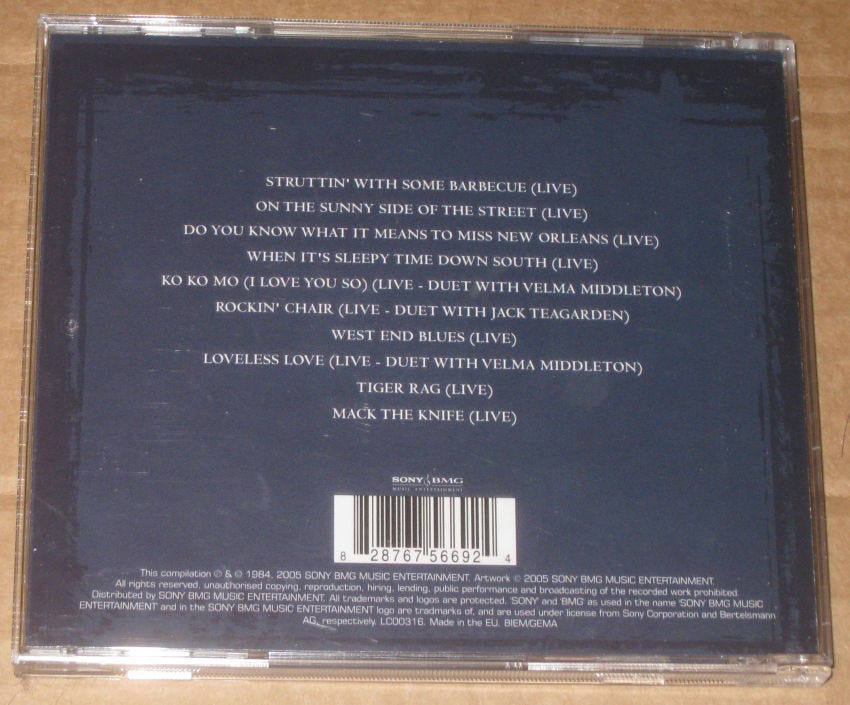 STRUTTIN' WITH SOME BARBECUE (LIVE)
ON THE SUNNY SIDE OF THE STREET (LIVE)
DO YOU KNOW WHAT IT MEANS TO MISS NEW ORLEANS (LIVE)
WHEN IT'S SLEEPY TIME DOWN SOUTH (LIVE)
KO KO MO (I LOVE YOU SO) (LIVE - DUET WITH VELMA MIDDLETON)
ROCKIN' CHAIR (LIVE - DUET WITH JACK TEAGARDEN)
WEST END BLUES (LIVE)
LOVELESS LOVE (LIVE - DUET WITH VELMA MIDDLETON)
TIGER RAG (LIVE)
MACK THE KNIFE (LIVE)
SONY BMG
MUSIC ENTERTAINMENT
8 28767 56692 4
This compilation ℗ & © 1984, 2005 SONY BMG MUSIC ENTERTAINMENT. Artwork © 2005 SONY BMG MUSIC ENTERTAINMENT.
All rights reserved, unauthorised copying, reproduction, hiring, lending, public performance and broadcasting of the recorded work prohibited.
Distributed by SONY BMG MUSIC ENTERTAINMENT. All trademarks and logos are protected. 'SONY' and 'BMG' as used in the name 'SONY BMG MUSIC
ENTERTAINMENT' and in the SONY BMG MUSIC ENTERTAINMENT logo are tradmarks of, and are used under license from Sony Corporation and Bertelsmann
AG, respectively. LC00316. Made in the EU. BIEM/GEMA